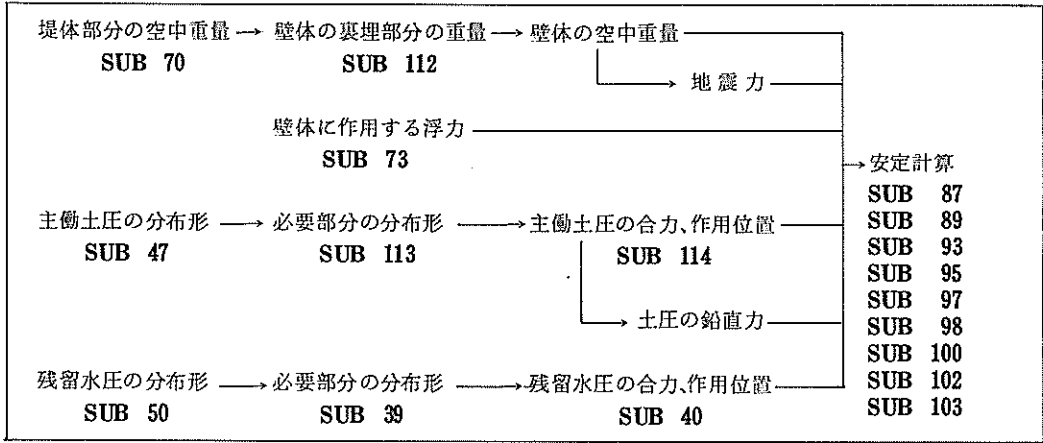 堤体部分の空中重量 → 壁体の裏埋部分の重量 → 壁体の空中重量
SUB 70 SUB 112
→ 地震力
壁体に作用する浮力
SUB 73
→ 安定計算
SUB 87
SUB 89
主働土圧の分布形 → 必要部分の分布形 → 主働土圧の合力、作用位置
SUB 93
SUB 47 SUB 113 SUB 114
SUB 95
SUB 97
→ 土圧の鉛直力
SUB 98
SUB 100
残留水圧の分布形 → 必要部分の分布形 → 残留水圧の合力、作用位置
SUB 102
SUB 50 SUB 39 SUB 40
SUB 103